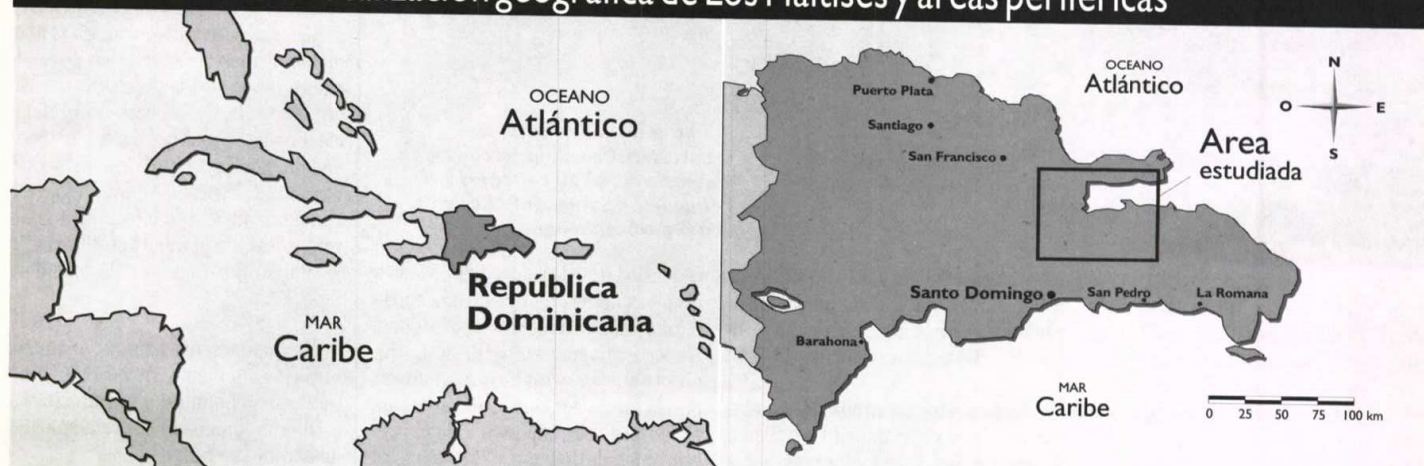 geográfica de Los Haitises y áreas periféricas
OCEANO
Atlántico
República
Dominicana
MAR
Caribe
OCEANO
Atlántico
N
O
E
S
Puerto Plata
Santiago
San Francisco
Area
estudiada
Santo Domingo
San Pedro
La Romana
Barahona
MAR
Caribe
0 25 50 75 100 km